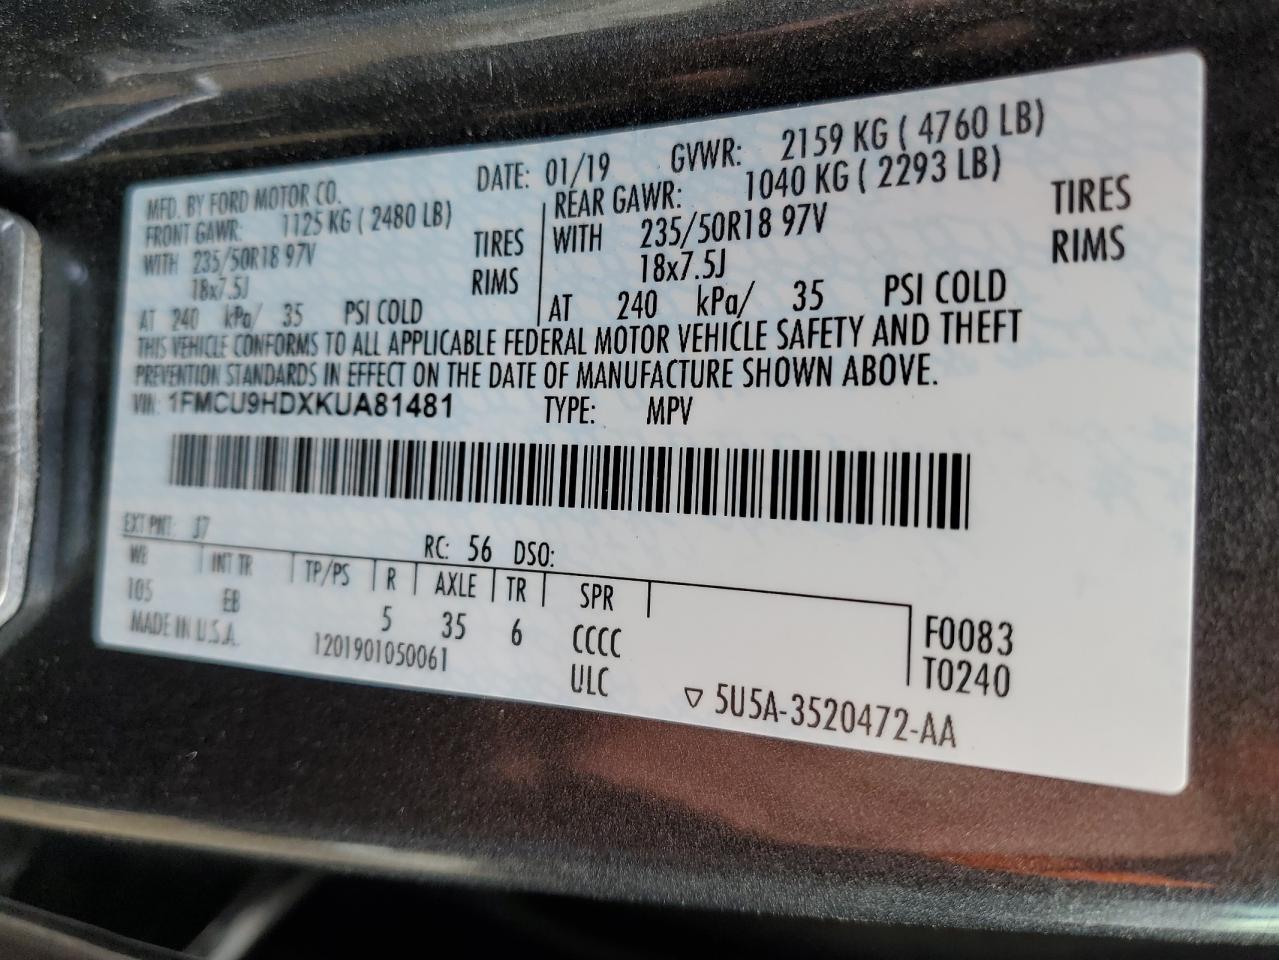 MFD. BY FORD MOTOR CO. DATE: 01/19 GVWR: 2159 KG ( 4760 LB)
FRONT GAWR: 1125 KG ( 2480 LB) REAR GAWR: 1040 KG ( 2293 LB)
WITH 235/50R18 97V TIRES WITH 235/50R18 97V TIRES
18x7.5J RIMS 18x7.5J RIMS
AT 240 kPa/ 35 PSI COLD AT 240 kPa/ 35 PSI COLD
THIS VEHICLE CONFORMS TO ALL APPLICABLE FEDERAL MOTOR VEHICLE SAFETY AND THEFT
PREVENTION STANDARDS IN EFFECT ON THE DATE OF MANUFACTURE SHOWN ABOVE.
VIN: 1FMCU9HDXKUA81481 TYPE: MPV
EXT PNT: J7 RC: 56 DSO:
WB INT TR TP/PS R AXLE TR SPR
105 EB 5 35 6 CCCC F0083
MADE IN U.S.A. 1201901050061 ULC T0240
▽ 5U5A-3520472-AA